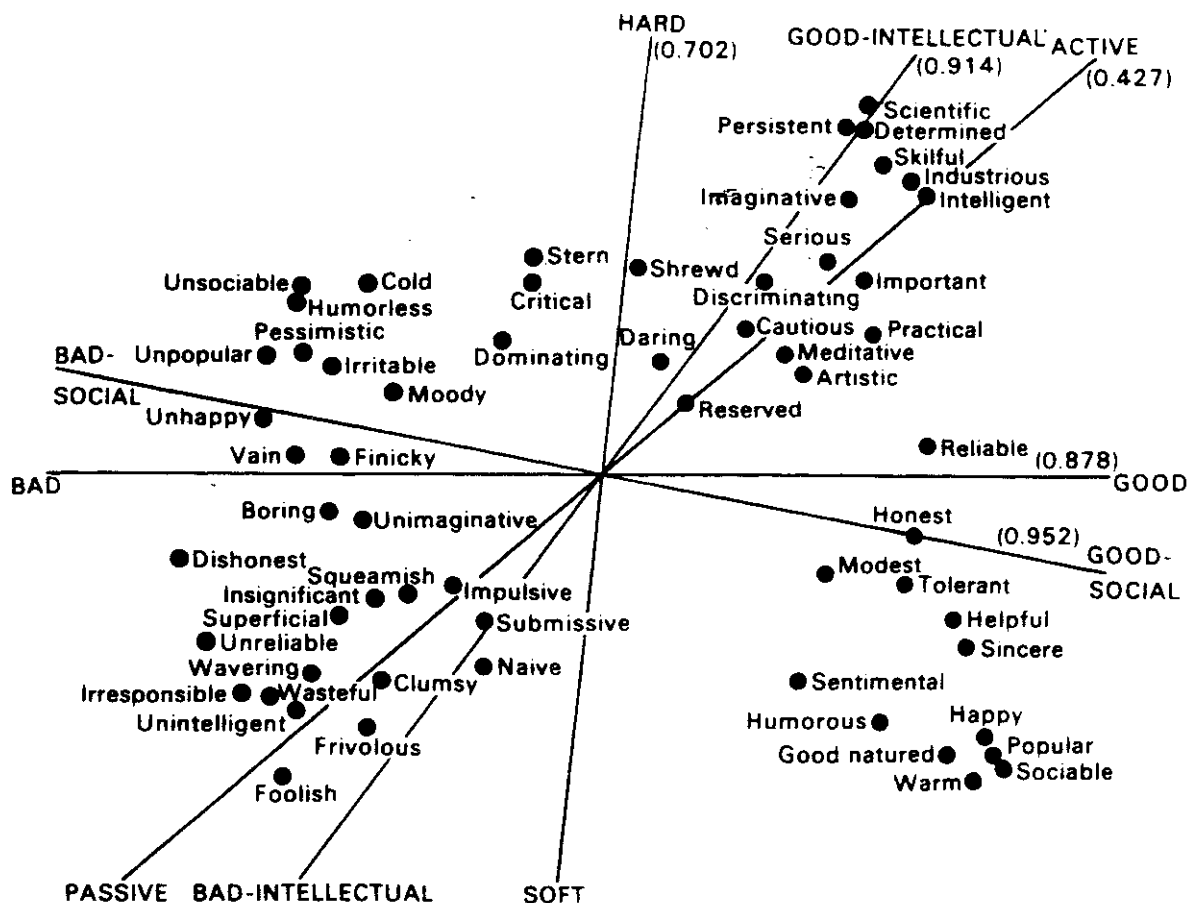 HARD
(0.702)
GOOD-INTELLECTUAL
(0.914)
ACTIVE
(0.427)
Scientific
Persistent
Determined
Skilful
Industrious
Imaginative
Intelligent
Serious
Stern
Shrewd
Unsociable
Cold
Critical
Discriminating
Important
Humorless
Pessimistic
Daring
Cautious
Practical
BAD-
SOCIAL
Unpopular
Irritable
Dominating
Meditative
Artistic
Moody
Reserved
Unhappy
Vain
Finicky
Reliable
(0.878)
BAD
GOOD
Boring
Unimaginative
Honest
(0.952)
GOOD-
SOCIAL
Dishonest
Squeamish
Impulsive
Modest
Tolerant
Insignificant
Superficial
Submissive
Helpful
Unreliable
Sincere
Wavering
Naive
Clumsy
Sentimental
Irresponsible
Wasteful
Unintelligent
Humorous
Happy
Frivolous
Good natured
Popular
Sociable
Foolish
Warm
PASSIVE
BAD-INTELLECTUAL
SOFT